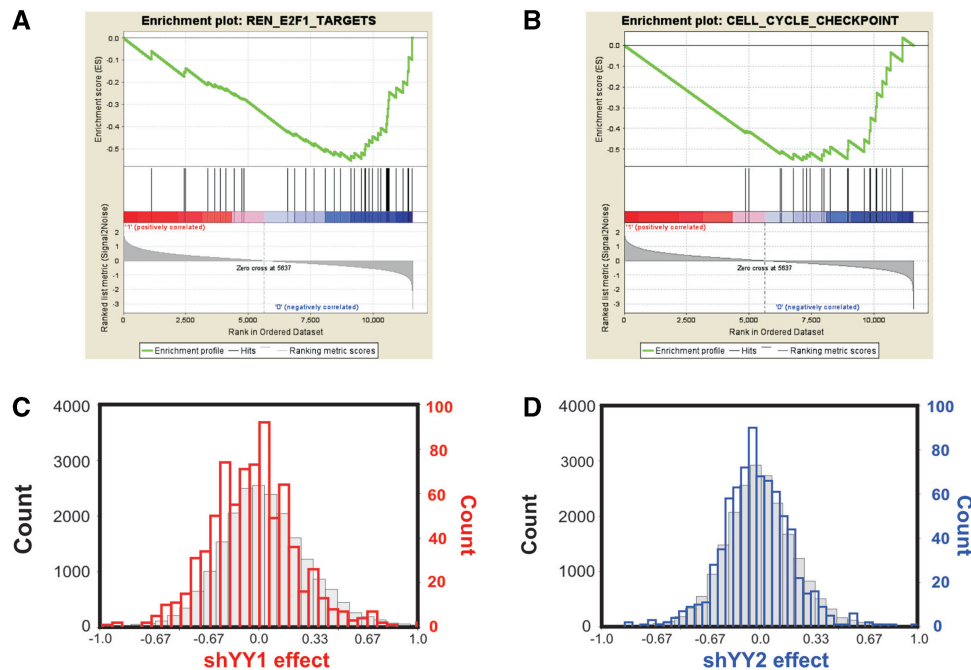 A
Enrichment plot: REN_E2F1_TARGETS
Enrichment score (ES)
0.0
-0.1
-0.2
-0.3
-0.4
-0.5
'1' (positively correlated)
Ranked list metric (Signal2Noise)
2
1
0
-1
-2
-3
Zero cross at 5637
'0' (negatively correlated)
0 2,500 5,000 7,500 10,000
Rank in Ordered Dataset
Enrichment profile Hits Ranking metric scores
B
Enrichment plot: CELL_CYCLE_CHECKPOINT
Enrichment score (ES)
0.0
-0.1
-0.2
-0.3
-0.4
-0.5
'1' (positively correlated)
Ranked list metric (Signal2Noise)
2
1
0
-1
-2
-3
Zero cross at 5637
'0' (negatively correlated)
0 2,500 5,000 7,500 10,000
Rank in Ordered Dataset
Enrichment profile Hits Ranking metric scores
C
Count
4000
3000
2000
1000
0
100
80
60
40
20
0
Count
-1.0 -0.67 -0.67 0.0 0.33 0.67 1.0
shYY1 effect
D
Count
4000
3000
2000
1000
0
100
80
60
40
20
0
Count
-1.0 -0.67 -0.67 0.0 0.33 0.67 1.0
shYY2 effect